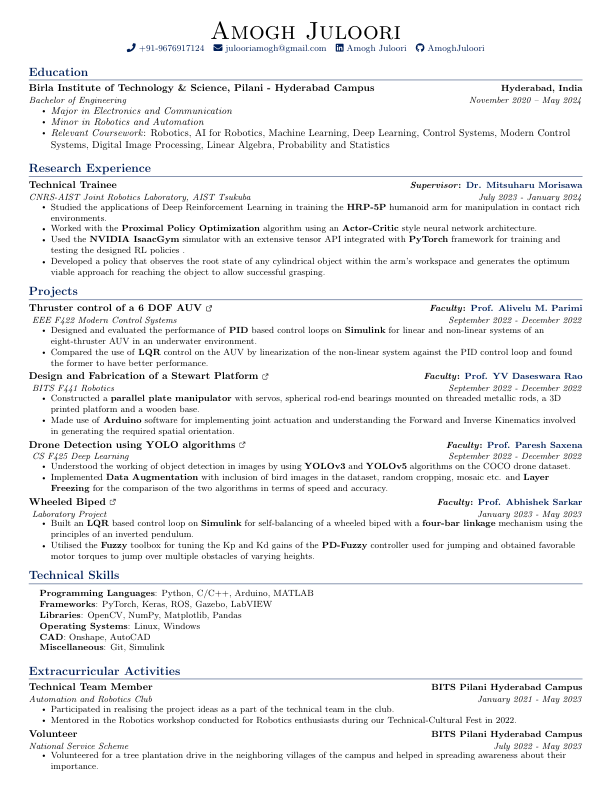 Amogh Juloori
+91-9676917124 julooriamogh@gmail.com Amogh Juloori AmoghJuloori
Education
Birla Institute of Technology & Science, Pilani - Hyderabad Campus Hyderabad, India
Bachelor of Engineering November 2020 – May 2024
• Major in Electronics and Communication
• Minor in Robotics and Automation
• Relevant Coursework: Robotics, AI for Robotics, Machine Learning, Deep Learning, Control Systems, Modern Control
Systems, Digital Image Processing, Linear Algebra, Probability and Statistics
Research Experience
Technical Trainee Supervisor: Dr. Mitsuharu Morisawa
CNRS-AIST Joint Robotics Laboratory, AIST Tsukuba July 2023 - January 2024
• Studied the applications of Deep Reinforcement Learning in training the HRP-5P humanoid arm for manipulation in contact rich
environments.
• Worked with the Proximal Policy Optimization algorithm using an Actor-Critic style neural network architecture.
• Used the NVIDIA IsaacGym simulator with an extensive tensor API integrated with PyTorch framework for training and
testing the designed RL policies .
• Developed a policy that observes the root state of any cylindrical object within the arm's workspace and generates the optimum
viable approach for reaching the object to allow successful grasping.
Projects
Thruster control of a 6 DOF AUV Faculty: Prof. Alivelu M. Parimi
EEE F422 Modern Control Systems September 2022 - December 2022
• Designed and evaluated the performance of PID based control loops on Simulink for linear and non-linear systems of an
eight-thruster AUV in an underwater environment.
• Compared the use of LQR control on the AUV by linearization of the non-linear system against the PID control loop and found
the former to have better performance.
Design and Fabrication of a Stewart Platform Faculty: Prof. YV Daseswara Rao
BITS F441 Robotics September 2022 - December 2022
• Constructed a parallel plate manipulator with servos, spherical rod-end bearings mounted on threaded metallic rods, a 3D
printed platform and a wooden base.
• Made use of Arduino software for implementing joint actuation and understanding the Forward and Inverse Kinematics involved
in generating the required spatial orientation.
Drone Detection using YOLO algorithms Faculty: Prof. Paresh Saxena
CS F425 Deep Learning September 2022 - December 2022
• Understood the working of object detection in images by using YOLOv3 and YOLOv5 algorithms on the COCO drone dataset.
• Implemented Data Augmentation with inclusion of bird images in the dataset, random cropping, mosaic etc. and Layer
Freezing for the comparison of the two algorithms in terms of speed and accuracy.
Wheeled Biped Faculty: Prof. Abhishek Sarkar
Laboratory Project January 2023 - May 2023
• Built an LQR based control loop on Simulink for self-balancing of a wheeled biped with a four-bar linkage mechanism using the
principles of an inverted pendulum.
• Utilised the Fuzzy toolbox for tuning the Kp and Kd gains of the PD-Fuzzy controller used for jumping and obtained favorable
motor torques to jump over multiple obstacles of varying heights.
Technical Skills
Programming Languages: Python, C/C++, Arduino, MATLAB
Frameworks: PyTorch, Keras, ROS, Gazebo, LabVIEW
Libraries: OpenCV, NumPy, Matplotlib, Pandas
Operating Systems: Linux, Windows
CAD: Onshape, AutoCAD
Miscellaneous: Git, Simulink
Extracurricular Activities
Technical Team Member BITS Pilani Hyderabad Campus
Automation and Robotics Club January 2021 - May 2023
• Participated in realising the project ideas as a part of the technical team in the club.
• Mentored in the Robotics workshop conducted for Robotics enthusiasts during our Technical-Cultural Fest in 2022.
Volunteer BITS Pilani Hyderabad Campus
National Service Scheme July 2022 - May 2023
• Volunteered for a tree plantation drive in the neighboring villages of the campus and helped in spreading awareness about their
importance.